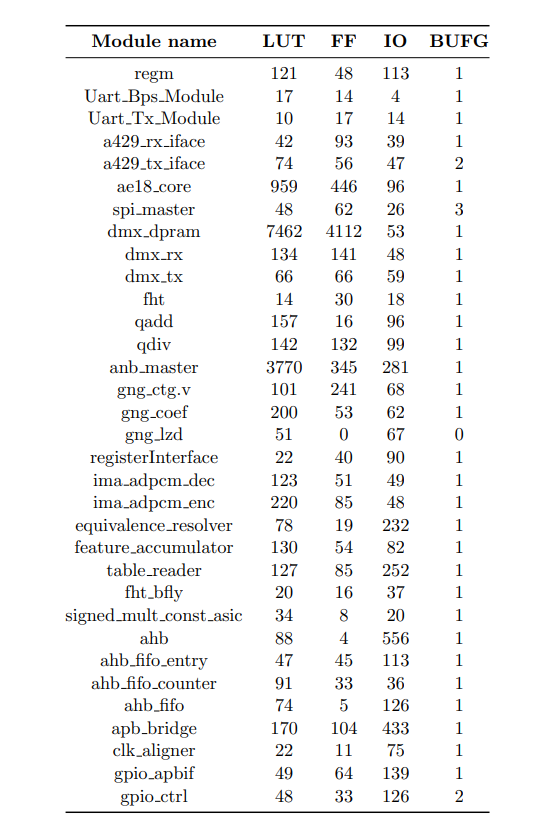 Module name LUT FF IO BUFG
regm 121 48 113 1
Uart_Bps_Module 17 14 4 1
Uart_Tx_Module 10 17 14 1
a429_rx_iface 42 93 39 1
a429_tx_iface 74 56 47 2
ae18_core 959 446 96 1
spi_master 48 62 26 3
dmx_dpram 7462 4112 53 1
dmx_rx 134 141 48 1
dmx_tx 66 66 59 1
fht 14 30 18 1
qadd 157 16 96 1
qdiv 142 132 99 1
anb_master 3770 345 281 1
gng_ctg.v 101 241 68 1
gng_coef 200 53 62 1
gng_lzd 51 0 67 0
registerInterface 22 40 90 1
ima_adpcm_dec 123 51 49 1
ima_adpcm_enc 220 85 48 1
equivalence_resolver 78 19 232 1
feature_accumulator 130 54 82 1
table_reader 127 85 252 1
fht_bfly 20 16 37 1
signed_mult_const_asic 34 8 20 1
ahb 88 4 556 1
ahb_fifo_entry 47 45 113 1
ahb_fifo_counter 91 33 36 1
ahb_fifo 74 5 126 1
apb_bridge 170 104 433 1
clk_aligner 22 11 75 1
gpio_apbif 49 64 139 1
gpio_ctrl 48 33 126 2